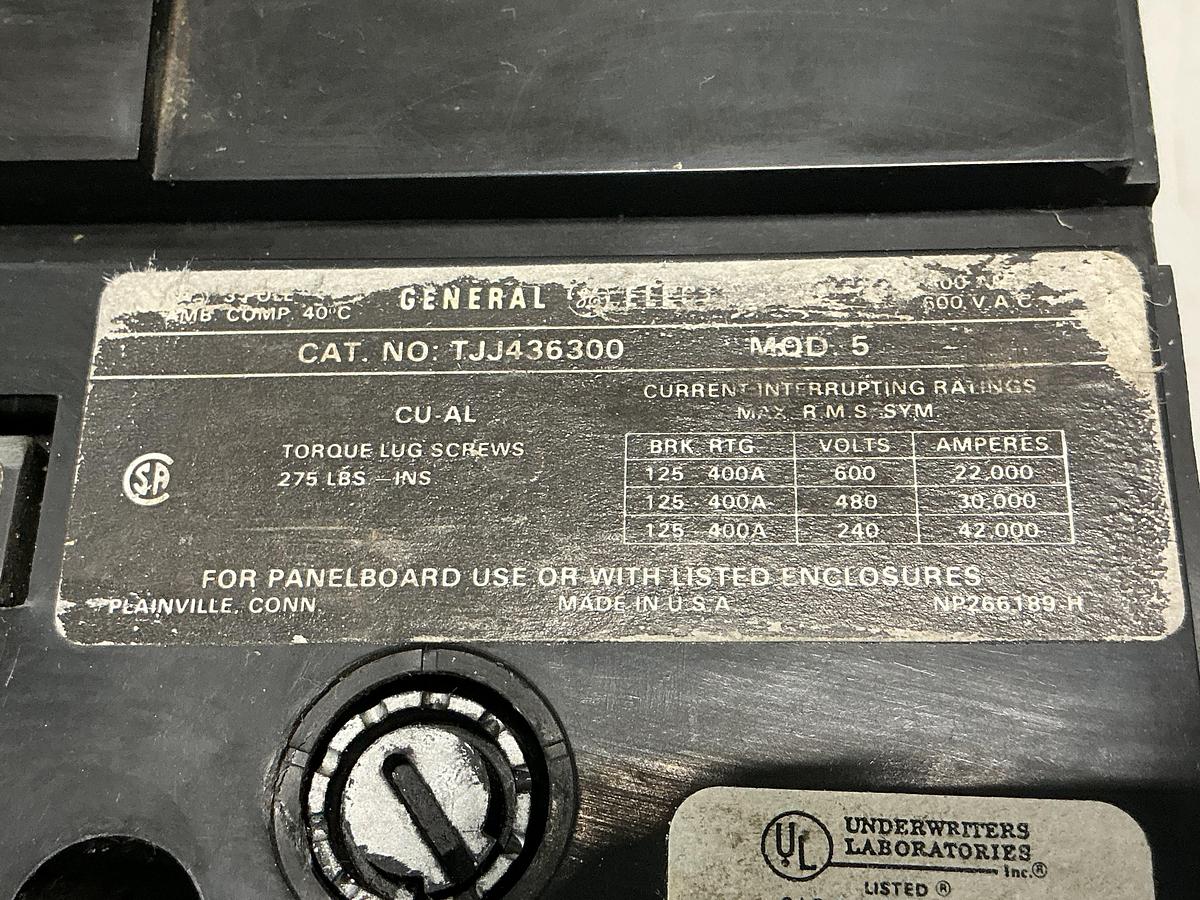 GENERAL
AMB COMP 40°C
600 V.A.C.
CAT. NO: TJJ436300 MOD. 5
CURRENT INTERRUPTING RATINGS
MAX. R.M.S. SYM.
CU-AL
TORQUE LUG SCREWS
275 LBS - INS
BRK RTG. VOLTS AMPERES
125 - 400A 600 22,000
125 - 400A 480 30,000
125 - 400A 240 42,000
FOR PANELBOARD USE OR WITH LISTED ENCLOSURES
PLAINVILLE, CONN. MADE IN U.S.A. NP266189-H
UL
UNDERWRITERS
LABORATORIES
Inc.®
LISTED ®